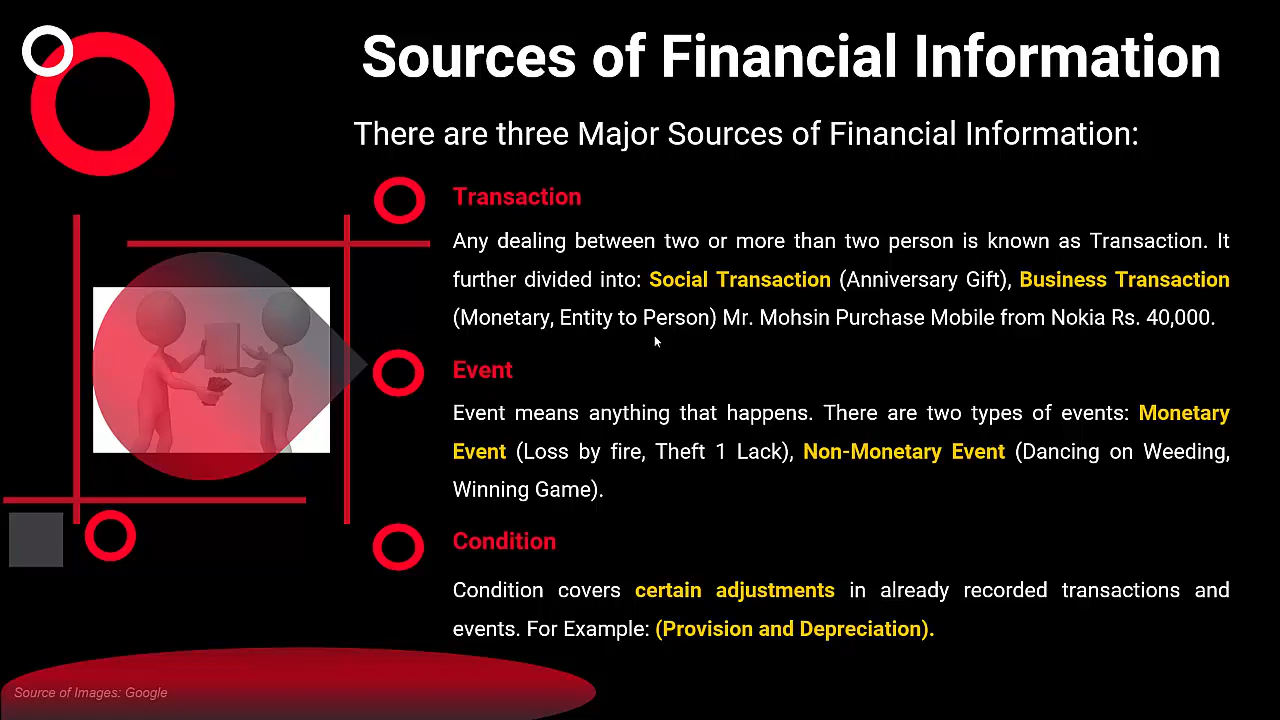 Sources of Financial Information
There are three Major Sources of Financial Information:
Transaction
Any dealing between two or more than two person is known as Transaction. It
further divided into: Social Transaction (Anniversary Gift), Business Transaction
(Monetary, Entity to Person) Mr. Mohsin Purchase Mobile from Nokia Rs. 40,000.
Event
Event means anything that happens. There are two types of events: Monetary
Event (Loss by fire, Theft 1 Lack), Non-Monetary Event (Dancing on Weeding,
Winning Game).
Condition
Condition covers certain adjustments in already recorded transactions and
events. For Example: (Provision and Depreciation).
Source of Images: Google